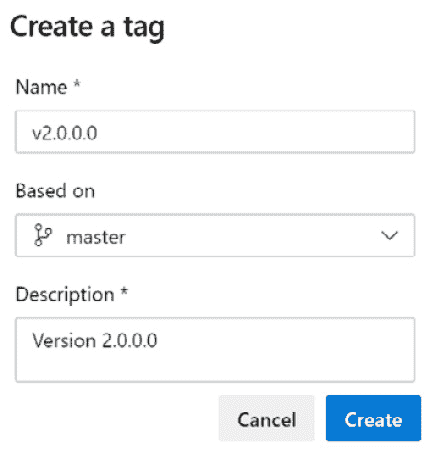 Create a tag
Name *
v2.0.0.0
Based on
master
Description *
Version 2.0.0.0
Cancel Create